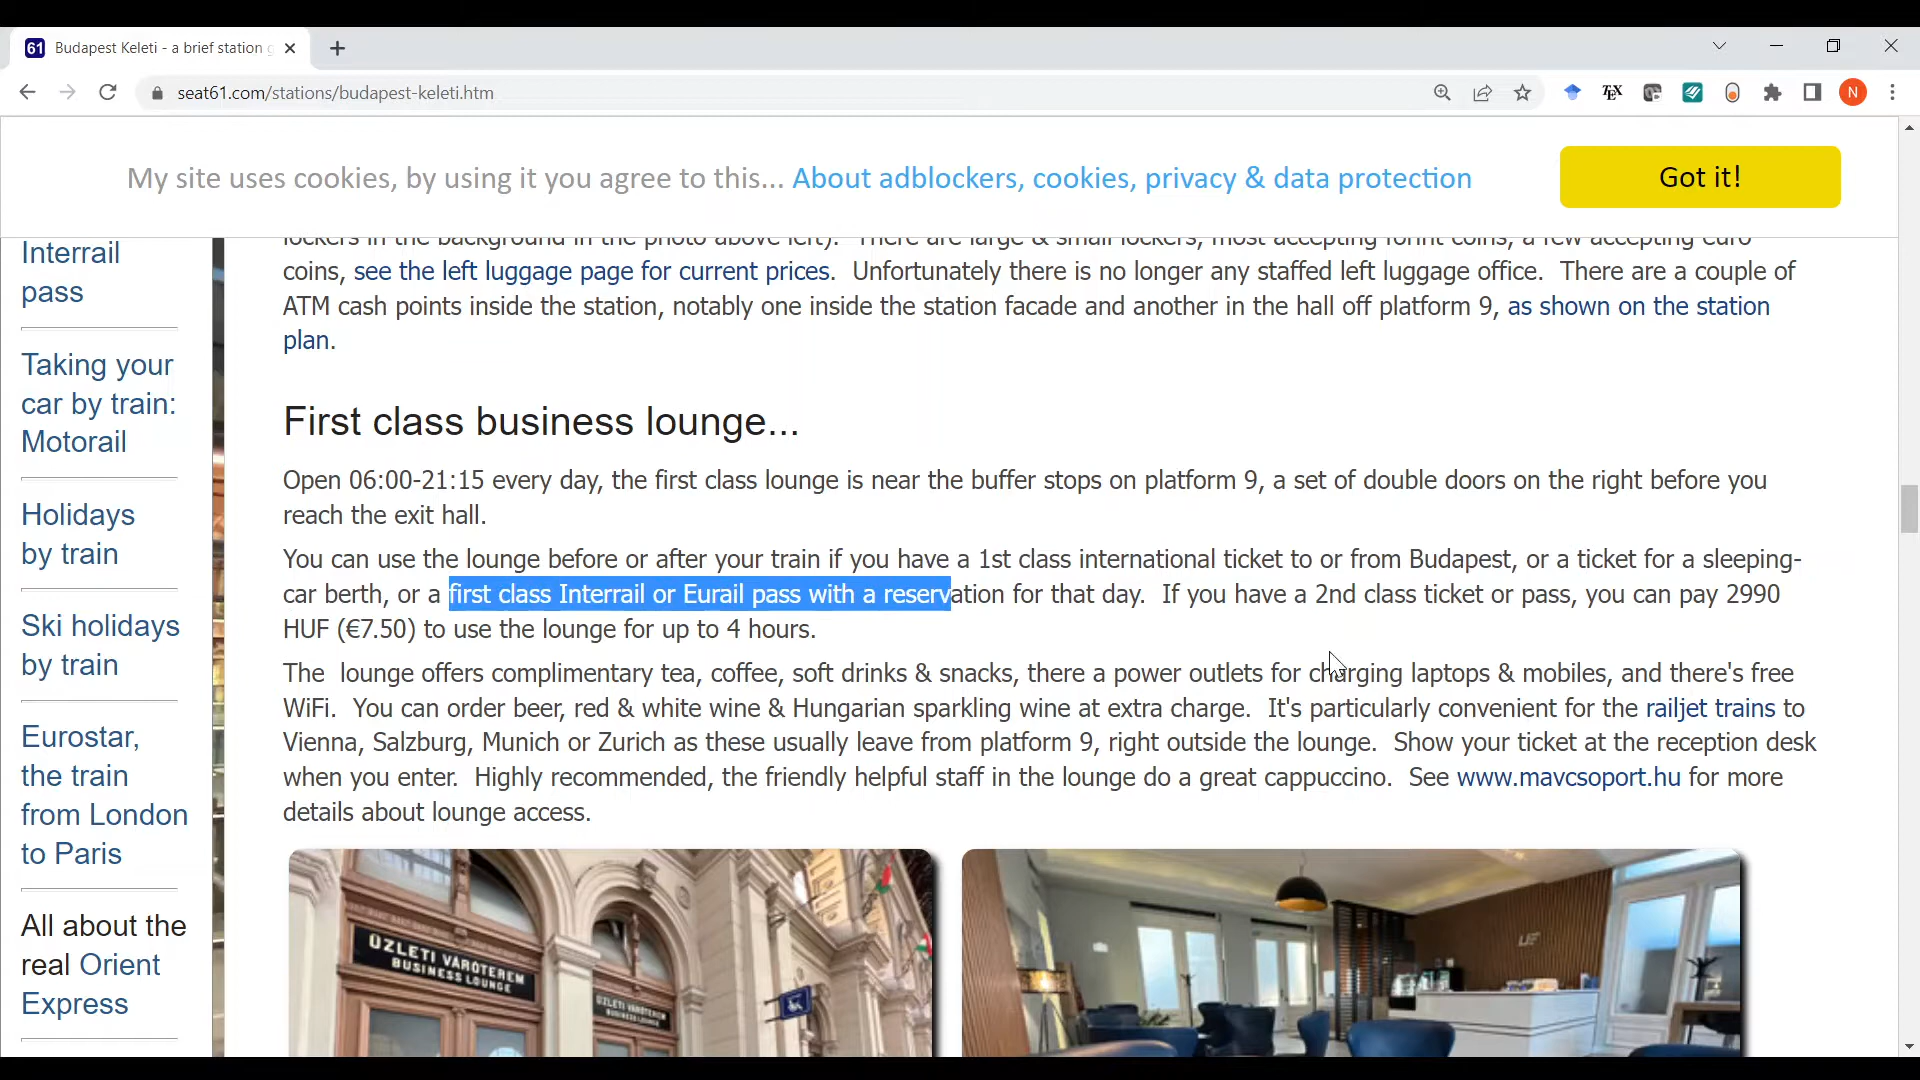 61 Budapest Keleti - a brief station g
seat61.com/stations/budapest-keleti.htm
TEX
N
My site uses cookies, by using it you agree to this... About adblockers, cookies, privacy & data protection
Got it!
Interrail
pass
Taking your
car by train:
Motorail
Holidays
by train
Ski holidays
by train
Eurostar,
the train
from London
to Paris
All about the
real Orient
Express
lockers in the background in the photo above left). There are large & small lockers, most accepting forint coins, a few accepting euro
coins, see the left luggage page for current prices. Unfortunately there is no longer any staffed left luggage office. There are a couple of
ATM cash points inside the station, notably one inside the station facade and another in the hall off platform 9, as shown on the station
plan.
First class business lounge...
Open 06:00-21:15 every day, the first class lounge is near the buffer stops on platform 9, a set of double doors on the right before you
reach the exit hall.
You can use the lounge before or after your train if you have a 1st class international ticket to or from Budapest, or a ticket for a sleeping-
car berth, or a first class Interrail or Eurail pass with a reservation for that day. If you have a 2nd class ticket or pass, you can pay 2990
HUF (€7.50) to use the lounge for up to 4 hours.
The lounge offers complimentary tea, coffee, soft drinks & snacks, there a power outlets for charging laptops & mobiles, and there's free
WiFi. You can order beer, red & white wine & Hungarian sparkling wine at extra charge. It's particularly convenient for the railjet trains to
Vienna, Salzburg, Munich or Zurich as these usually leave from platform 9, right outside the lounge. Show your ticket at the reception desk
when you enter. Highly recommended, the friendly helpful staff in the lounge do a great cappuccino. See www.mavcsoport.hu for more
details about lounge access.
ÜZLETI VÁRÓTEREM
BUSINESS LOUNGE
ÜZLETI VÁRÓTEREM
BUSINESS LOUNGE